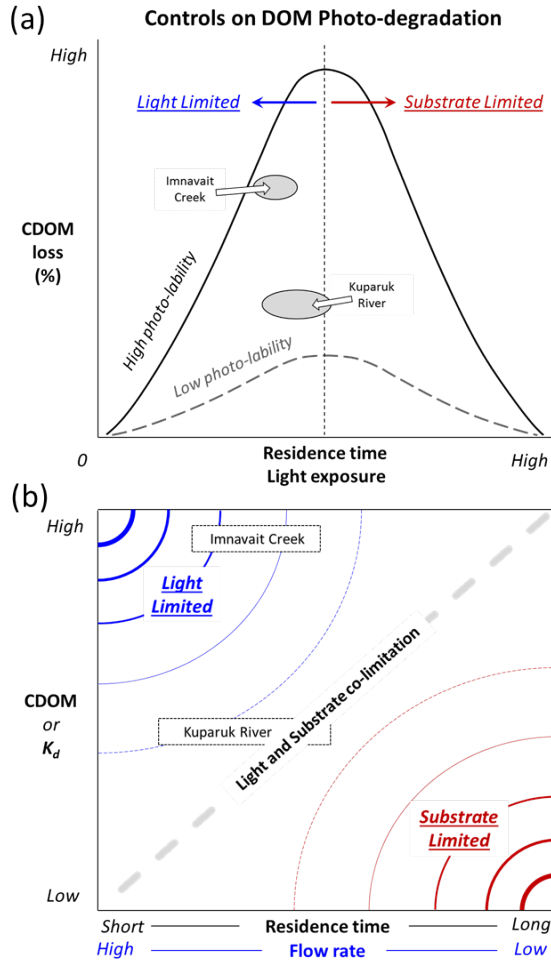 (a)
Controls on DOM Photo-degradation
High
Light Limited
Substrate Limited
Imnavait
Creek
CDOM
loss
(%)
Kuparuk
River
High photo-lability
Low photo-lability
0
Residence time
High
Light exposure
(b)
High
Imnavait Creek
Light
Limited
CDOM
or
Kd
Kuparuk River
Light and Substrate co-limitation
Substrate
Limited
Low
Short
Residence time
Long
High
Flow rate
Low